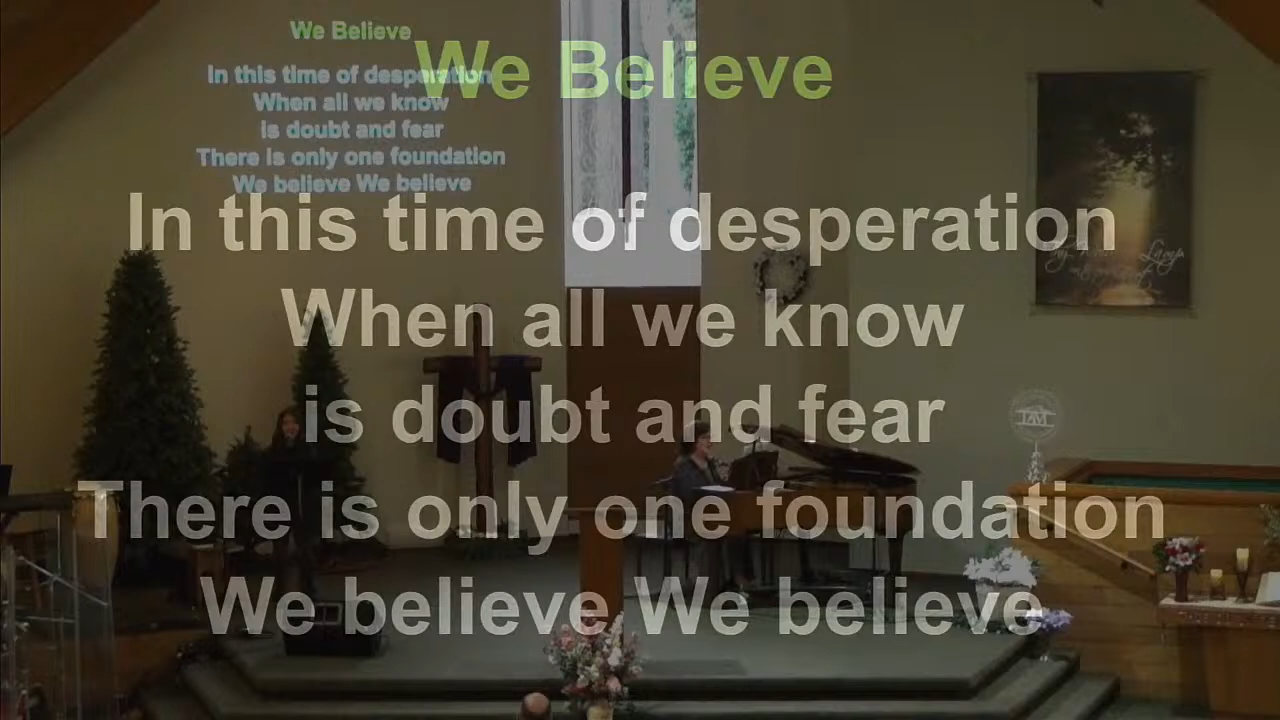 We Believe
In this time of desperation
When all we know
is doubt and fear
There is only one foundation
We believe We believe
We Believe
In this time of desperation
When all we know
is doubt and fear
There is only one foundation
We believe We believe